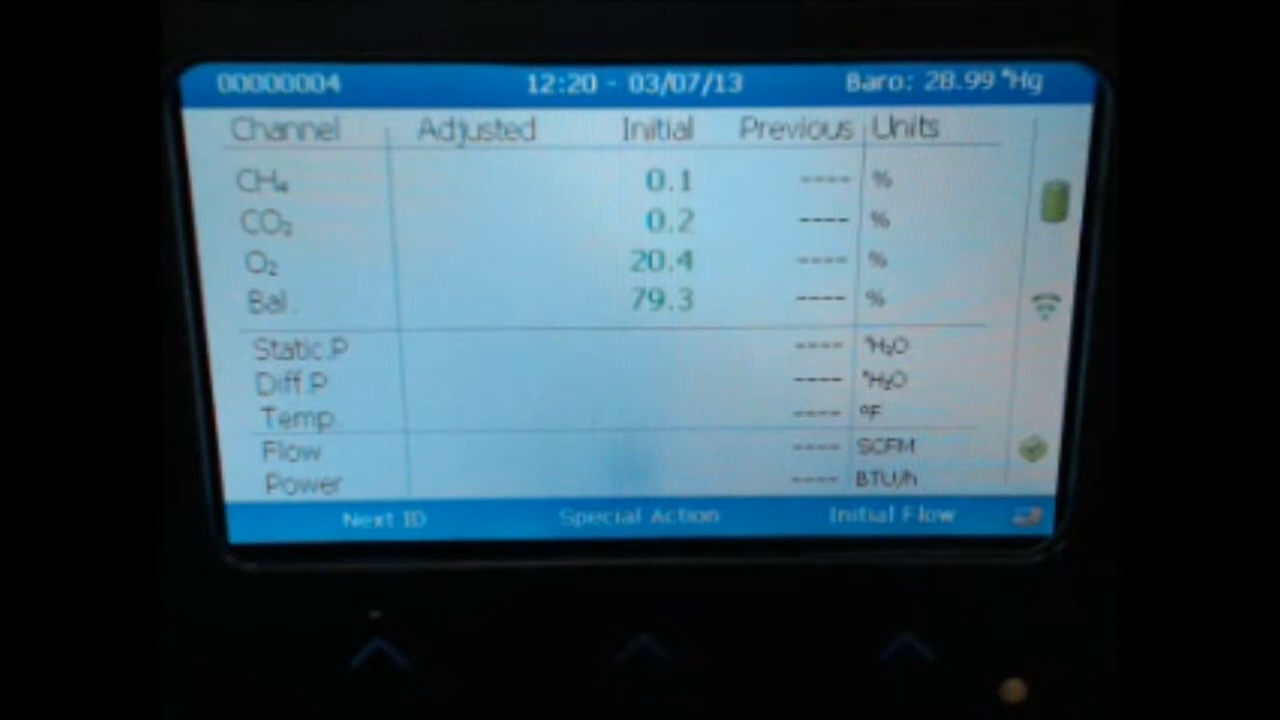 00000004 12:20 - 03/07/13 Baro: 28.99 "Hg
Channel Adjusted Initial Previous Units
CH₄ 0.1 ---- %
CO₂ 0.2 ---- %
O₂ 20.4 ---- %
Bal. 79.3 ---- %
Static.P ---- "H₂O
Diff.P ---- "H₂O
Temp. ---- °F
Flow ---- SCFM
Power ---- BTU/h
Next ID Special Action Initial Flow